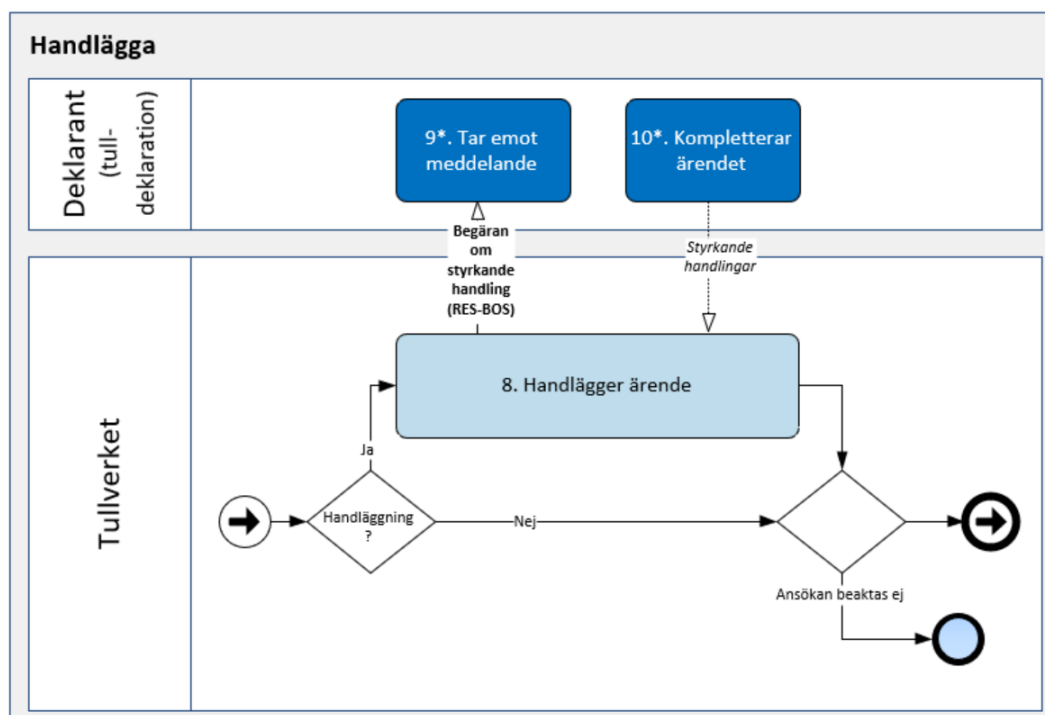 Handlägga
Deklarant
(tull-
deklaration)
9*. Tar emot
meddelande
10*. Kompletterar
ärendet
Begäran
om
styrkande
handling
(RES-BOS)
Styrkande
handlingar
Tullverket
8. Handlägger ärende
Ja
Handläggning
?
Nej
Ansökan beaktas ej